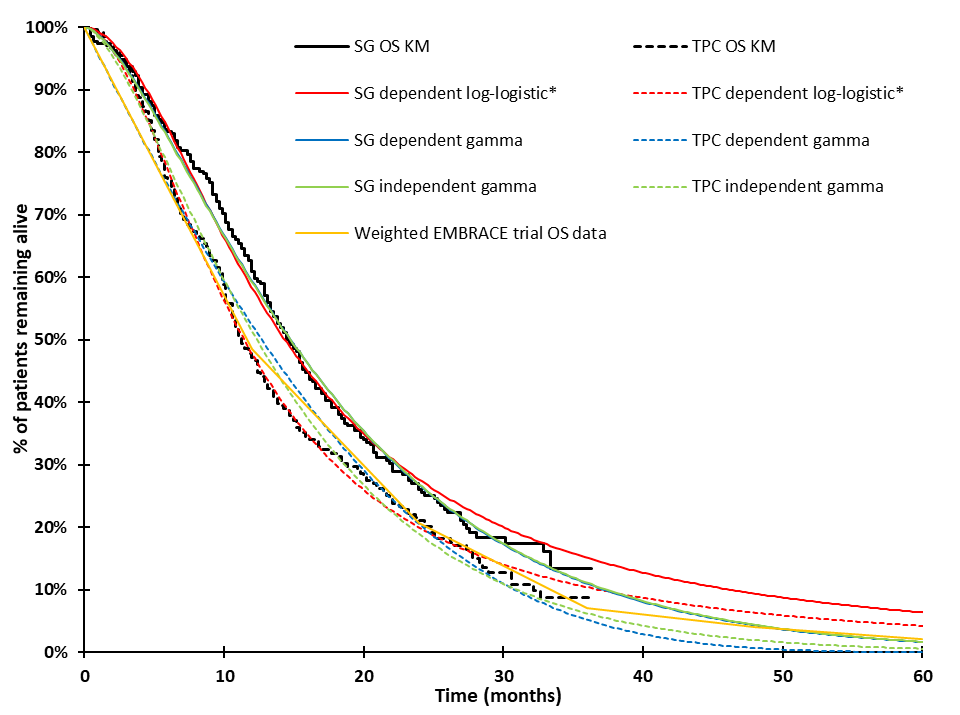 SG OS KM
TPC OS KM
SG dependent log-logistic*
TPC dependent log-logistic*
SG dependent gamma
TPC dependent gamma
SG independent gamma
TPC independent gamma
Weighted EMBRACE trial OS data
% of patients remaining alive
100%
90%
80%
70%
60%
50%
40%
30%
20%
10%
0%
0 10 20 30 40 50 60
Time (months)